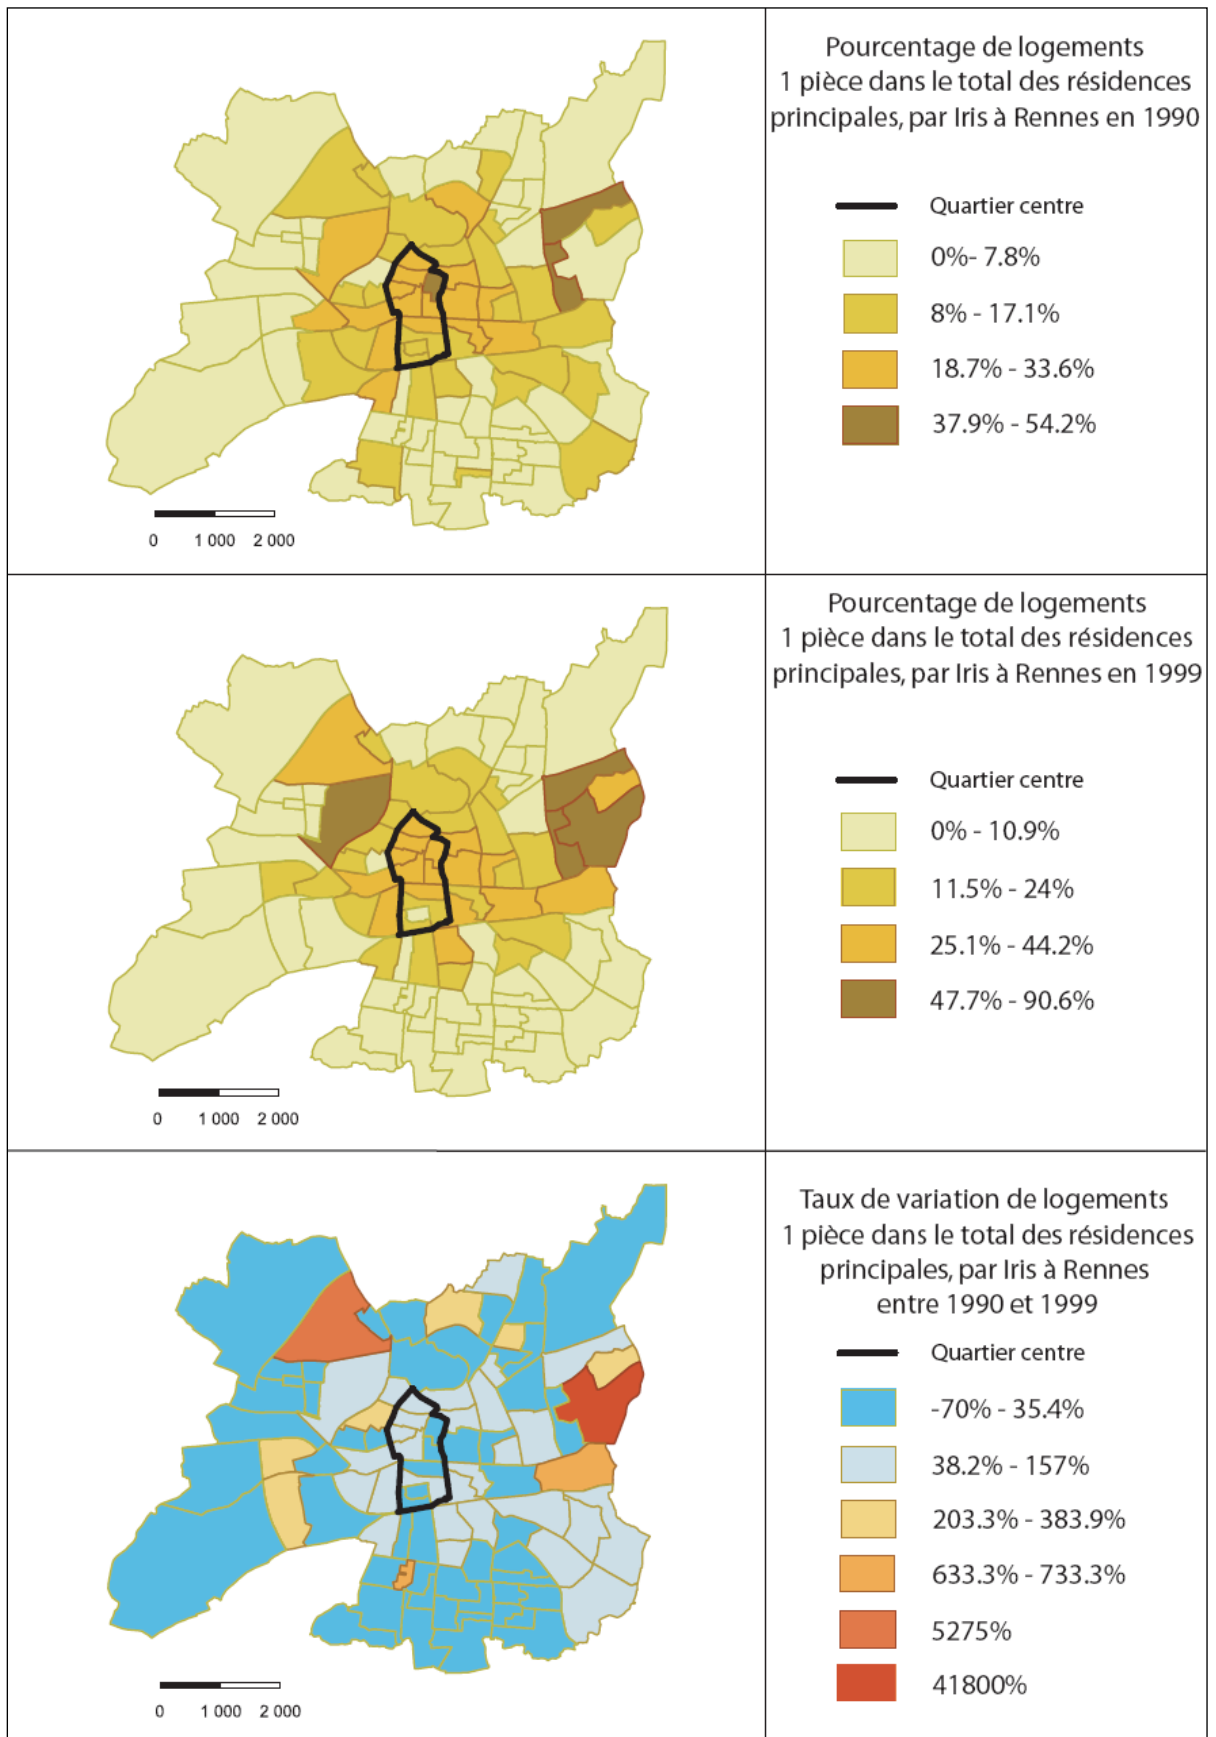 Pourcentage de logements
1 pièce dans le total des résidences
principales, par Iris à Rennes en 1990
Quartier centre
0%- 7.8%
8% - 17.1%
18.7% - 33.6%
37.9% - 54.2%
0 1 000 2 000
Pourcentage de logements
1 pièce dans le total des résidences
principales, par Iris à Rennes en 1999
Quartier centre
0% - 10.9%
11.5% - 24%
25.1% - 44.2%
47.7% - 90.6%
0 1 000 2 000
Taux de variation de logements
1 pièce dans le total des résidences
principales, par Iris à Rennes
entre 1990 et 1999
Quartier centre
-70% - 35.4%
38.2% - 157%
203.3% - 383.9%
633.3% - 733.3%
5275%
41800%
0 1 000 2 000